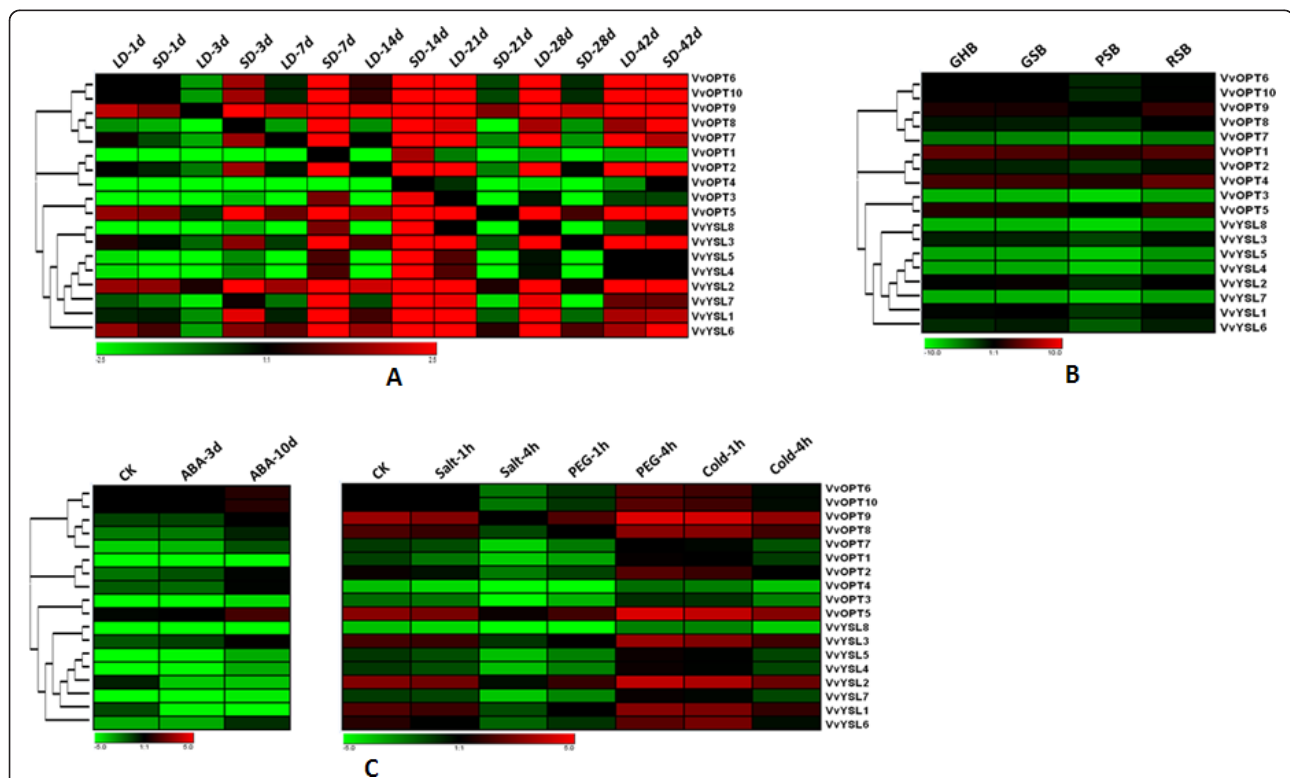 LD-1d SD-1d LD-3d SD-3d LD-7d SD-7d LD-14d SD-14d LD-21d SD-21d LD-28d SD-28d LD-42d SD-42d
VvOPT6
VvOPT10
VvOPT9
VvOPT8
VvOPT7
VvOPT1
VvOPT2
VvOPT4
VvOPT3
VvOPT5
VvYSL8
VvYSL3
VvYSL5
VvYSL4
VvYSL2
VvYSL7
VvYSL1
VvYSL6
-2.5 1:1 2.5
A
GHB GSB PSB RSB
VvOPT6
VvOPT10
VvOPT9
VvOPT8
VvOPT7
VvOPT1
VvOPT2
VvOPT4
VvOPT3
VvOPT5
VvYSL8
VvYSL3
VvYSL5
VvYSL4
VvYSL2
VvYSL7
VvYSL1
VvYSL6
-10.0 1:1 10.0
B
CK ABA-3d ABA-10d
-5.0 1:1 5.0
CK Salt-1h Salt-4h PEG-1h PEG-4h Cold-1h Cold-4h
VvOPT6
VvOPT10
VvOPT9
VvOPT8
VvOPT7
VvOPT1
VvOPT2
VvOPT4
VvOPT3
VvOPT5
VvYSL8
VvYSL3
VvYSL5
VvYSL4
VvYSL2
VvYSL7
VvYSL1
VvYSL6
-5.0 1:1 5.0
C